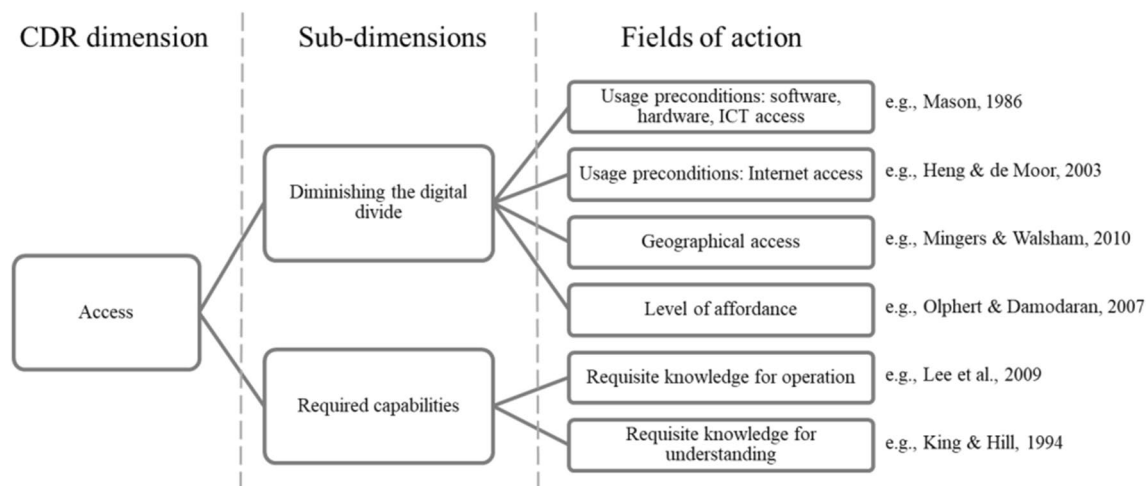 CDR dimension
Sub-dimensions
Fields of action
Access
Diminishing the digital
divide
Required capabilities
Usage preconditions: software,
hardware, ICT access
e.g., Mason, 1986
Usage preconditions: Internet access
e.g., Heng & de Moor, 2003
Geographical access
e.g., Mingers & Walsham, 2010
Level of affordance
e.g., Olphert & Damodaran, 2007
Requisite knowledge for operation
e.g., Lee et al., 2009
Requisite knowledge for
understanding
e.g., King & Hill, 1994